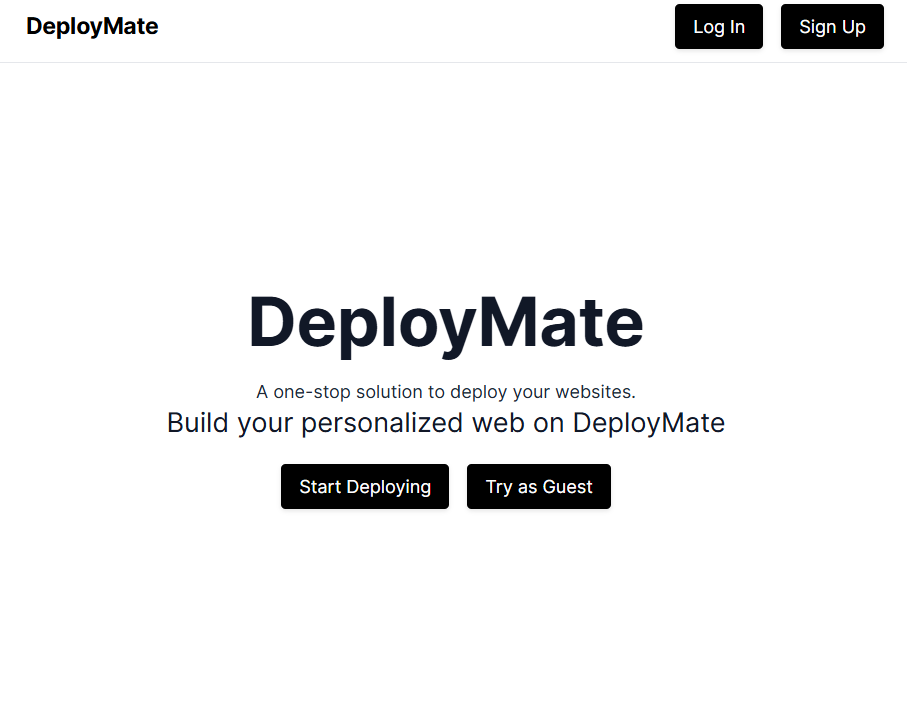 DeployMate Log In Sign Up
DeployMate
A one-stop solution to deploy your websites.
Build your personalized web on DeployMate
Start Deploying Try as Guest